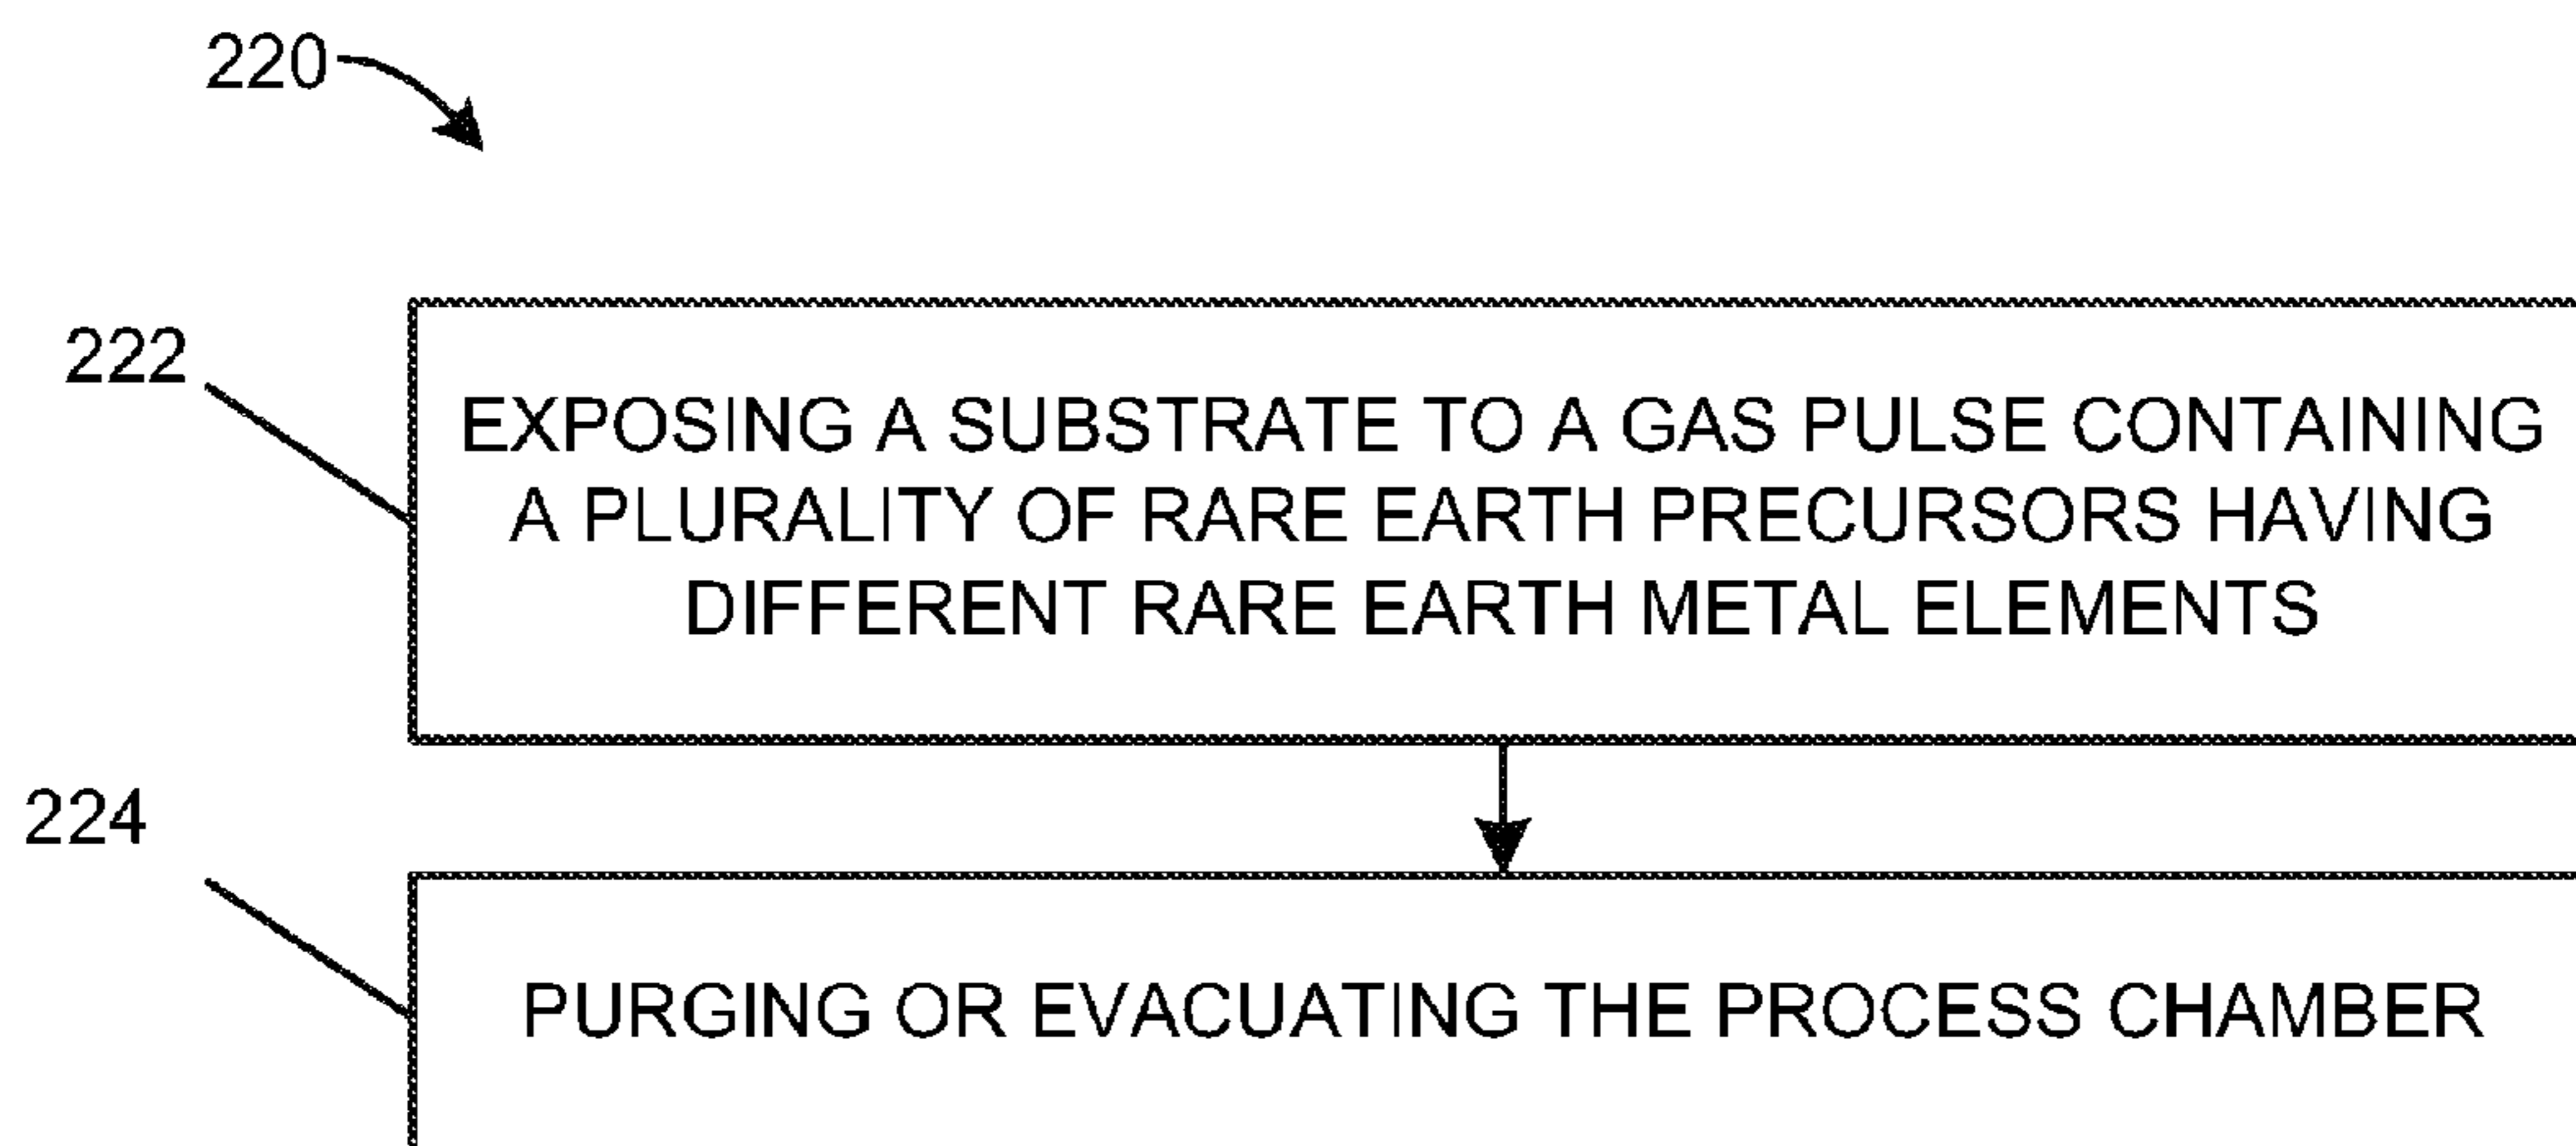 220
222
EXPOSING A SUBSTRATE TO A GAS PULSE CONTAINING
A PLURALITY OF RARE EARTH PRECURSORS HAVING
DIFFERENT RARE EARTH METAL ELEMENTS
224
PURGING OR EVACUATING THE PROCESS CHAMBER